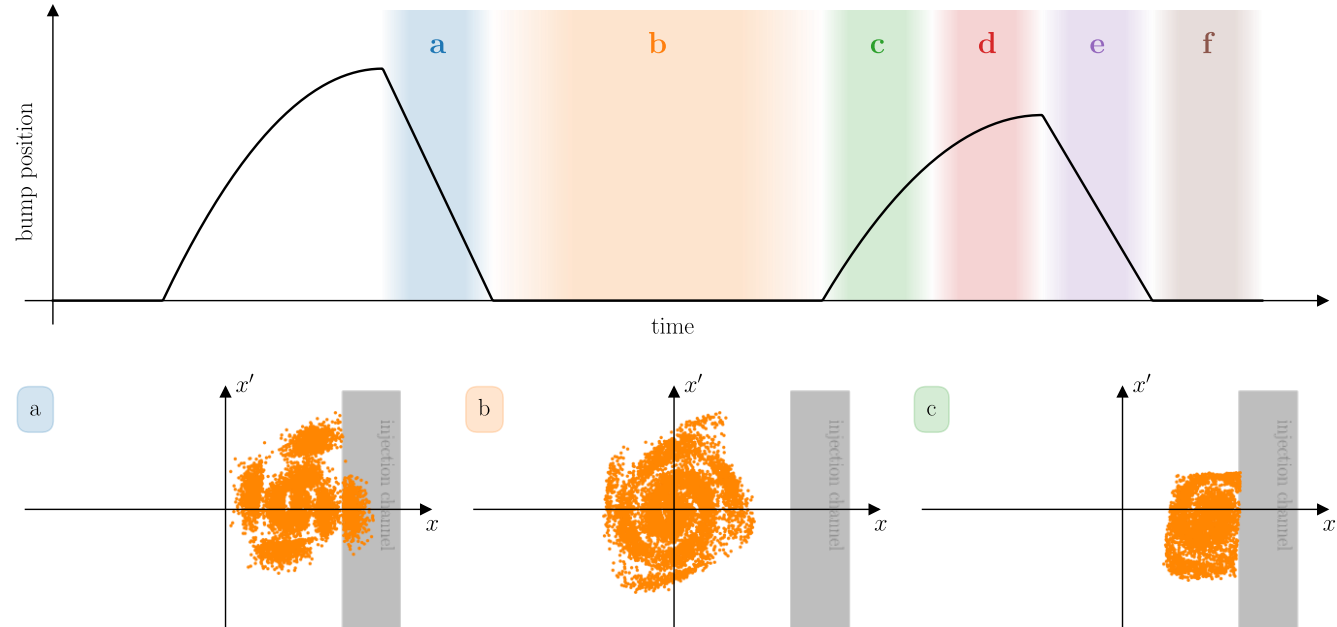 a b c d e f
bump position
time
a
x′
injection channel
x
b
x′
injection channel
x
c
x′
injection channel
x